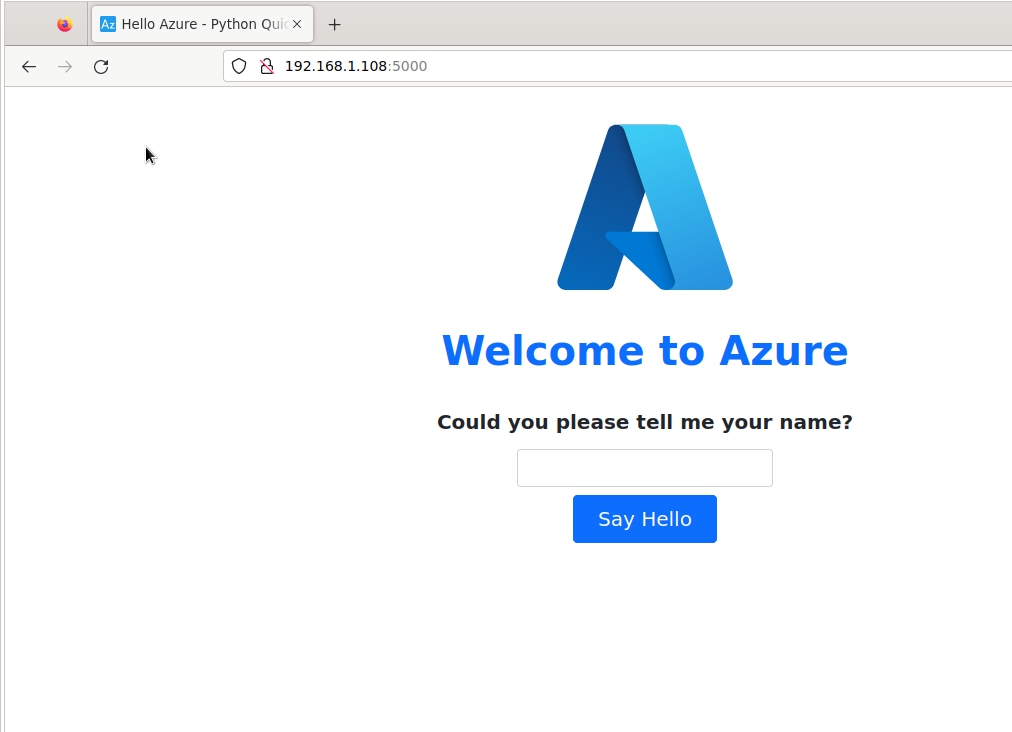 Az Hello Azure - Python Quic
192.168.1.108:5000
Welcome to Azure
Could you please tell me your name?
Say Hello